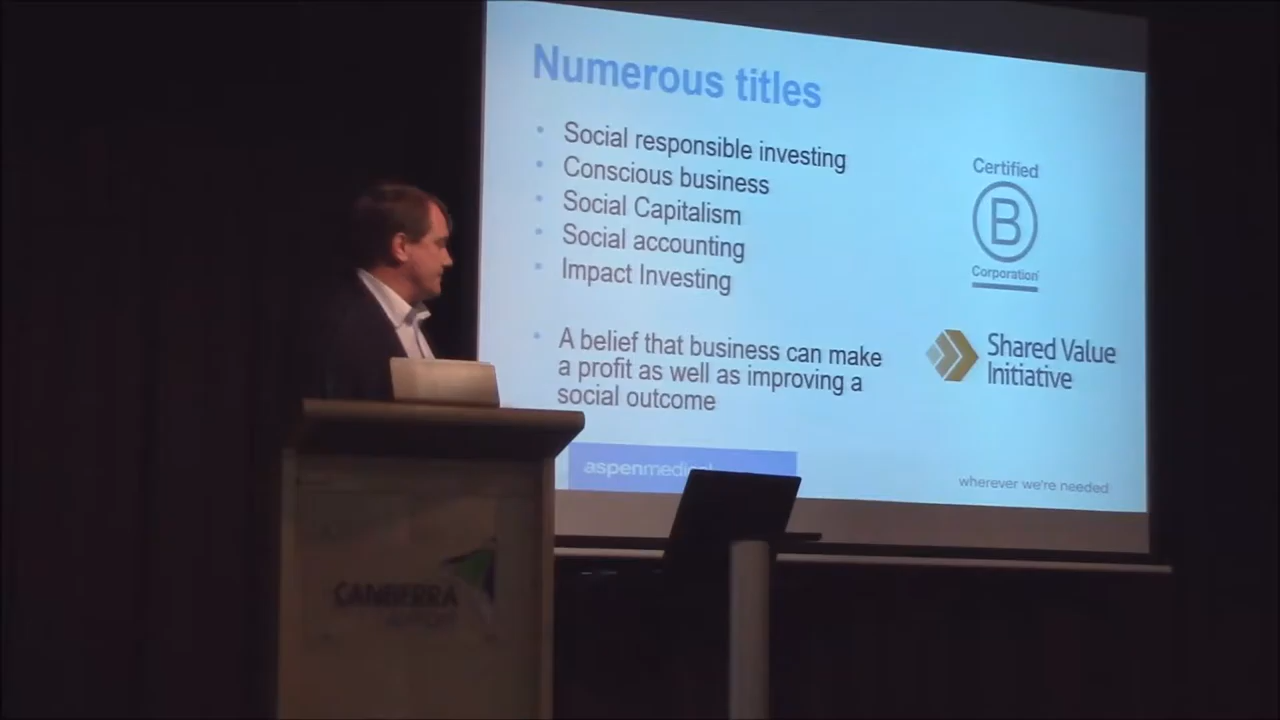 Numerous titles
• Social responsible investing
• Conscious business
• Social Capitalism
• Social accounting
• Impact Investing
• A belief that business can make
a profit as well as improving a
social outcome
Certified
B
Corporation
Shared Value
Initiative
aspenmedical
wherever we're needed
CANBERRA
AIRPORT